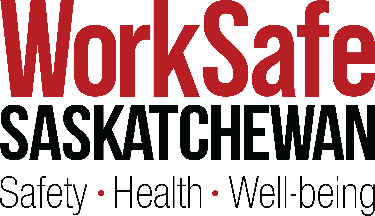 WorkSafe
SASKATCHEWAN
Safety • Health • Well-being